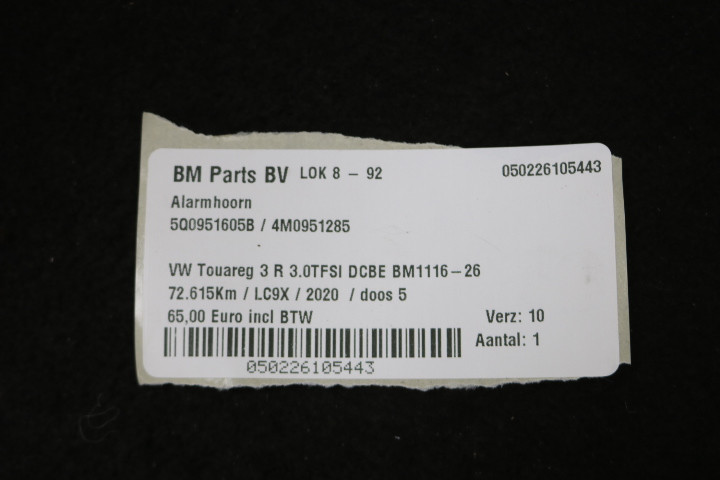 BM Parts BV LOK 8 - 92 050226105443
Alarmhoorn
5Q0951605B / 4M0951285
VW Touareg 3 R 3.0TFSI DCBE BM1116-26
72.615Km / LC9X / 2020 / doos 5
65,00 Euro incl BTW Verz: 10
Aantal: 1
050226105443